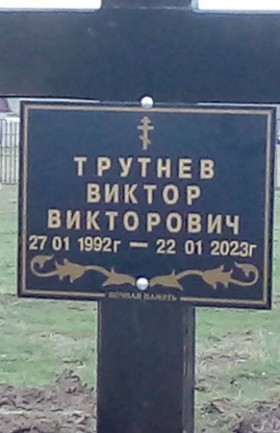 ТРУТНЕВ
ВИКТОР
ВИКТОРОВИЧ
27 01 1992г — 22 01 2023г
ВЕЧНАЯ ПАМЯТЬ